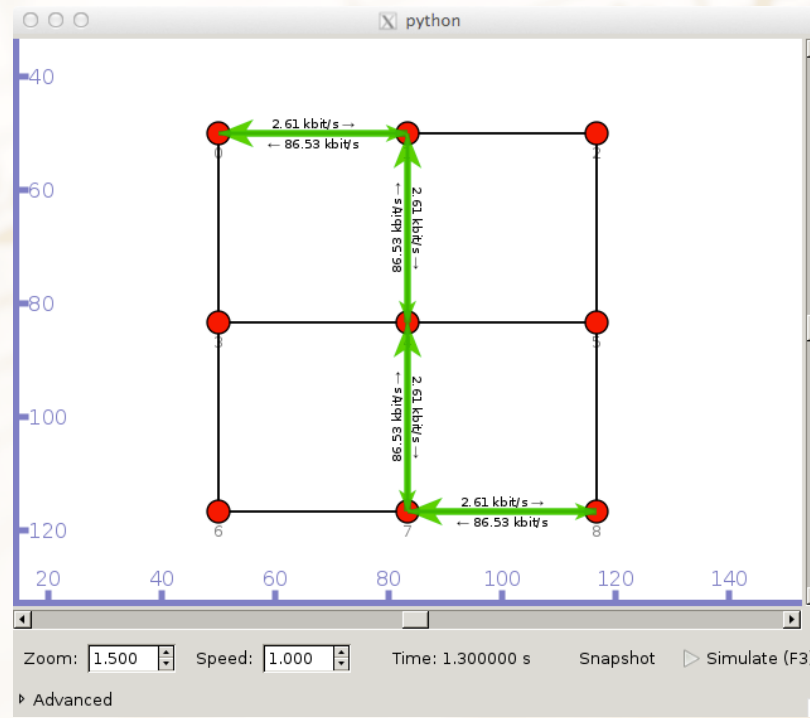 python
40
2.61 kbit/s →
← 86.53 kbit/s
0
2
60
2.61 kbit/s →
← 86.53 kbit/s
80
3
5
100
2.61 kbit/s →
← 86.53 kbit/s
2.61 kbit/s →
← 86.53 kbit/s
120
6
7
8
20
40
60
80
100
120
140
Zoom: 1.500 Speed: 1.000 Time: 1.300000 s Snapshot Simulate (F3
Advanced